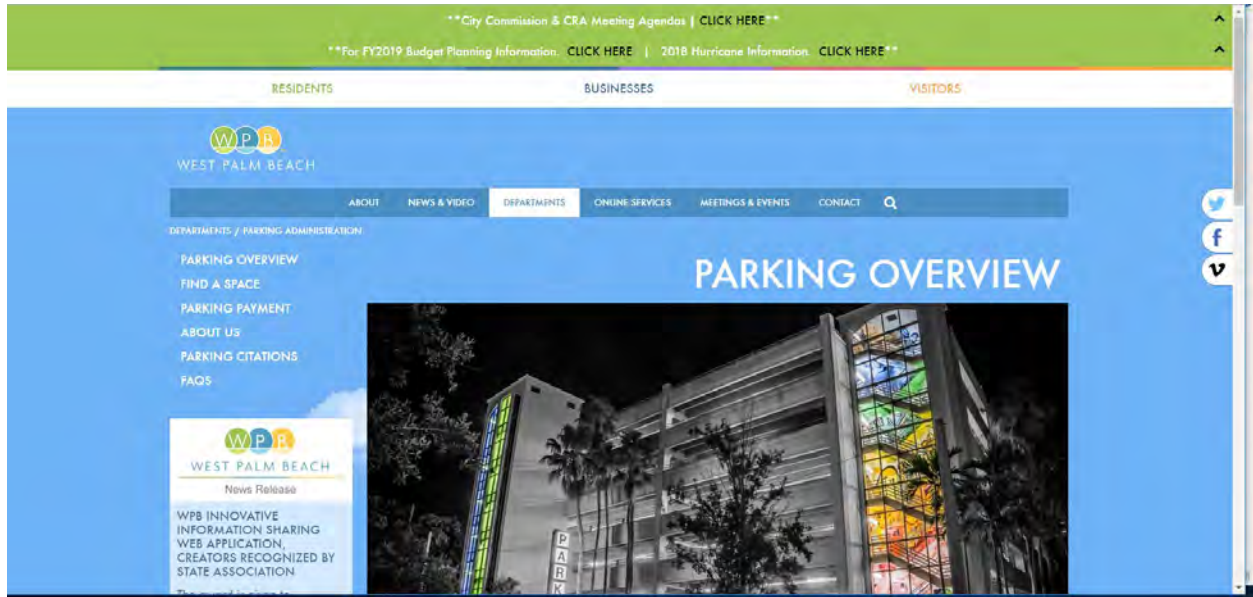 **City Commission & CRA Meeting Agendas | CLICK HERE**
**For FY2019 Budget Planning Information. CLICK HERE | 2018 Hurricane Information. CLICK HERE**
RESIDENTS BUSINESSES VISITORS
WPB
WEST PALM BEACH
ABOUT NEWS & VIDEO DEPARTMENTS ONLINE SERVICES MEETINGS & EVENTS CONTACT
DEPARTMENTS / PARKING ADMINISTRATION
PARKING OVERVIEW
FIND A SPACE
PARKING PAYMENT
ABOUT US
PARKING CITATIONS
FAQS
PARKING OVERVIEW
PARK
WPB
WEST PALM BEACH
News Release
WPB INNOVATIVE
INFORMATION SHARING
WEB APPLICATION,
CREATORS RECOGNIZED BY
STATE ASSOCIATION